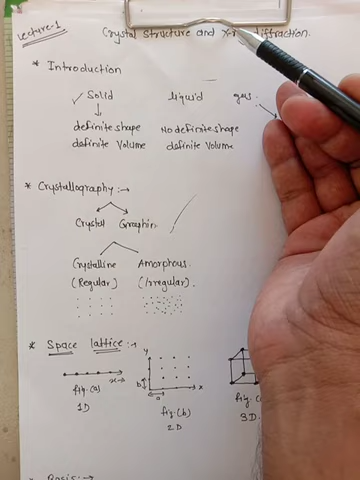 Lecture-1
Crystal Structure and X-ray diffraction.
* Introduction
✓ Solid liquid gas
definite shape No definite shape
definite Volume definite Volume
* Crystallography :→
Crystal Graphin
Crystalline Amorphous.
(Regular) (Irregular).
* Space lattice :→
y
x→
b
a
x
fig.(a) fig.(b) fig.(
1D 2D 3D.
* Basis :→